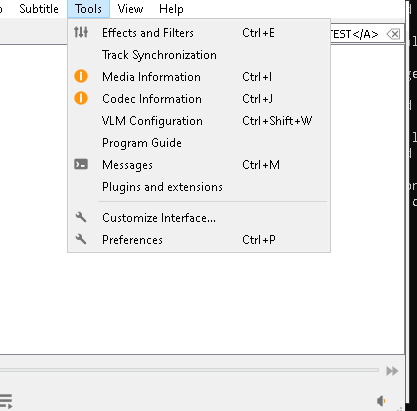 Subtitle Tools View Help
TEST</A>
Effects and Filters Ctrl+E
Track Synchronization
Media Information Ctrl+I
Codec Information Ctrl+J
VLM Configuration Ctrl+Shift+W
Program Guide
Messages Ctrl+M
Plugins and extensions
Customize Interface...
Preferences Ctrl+P